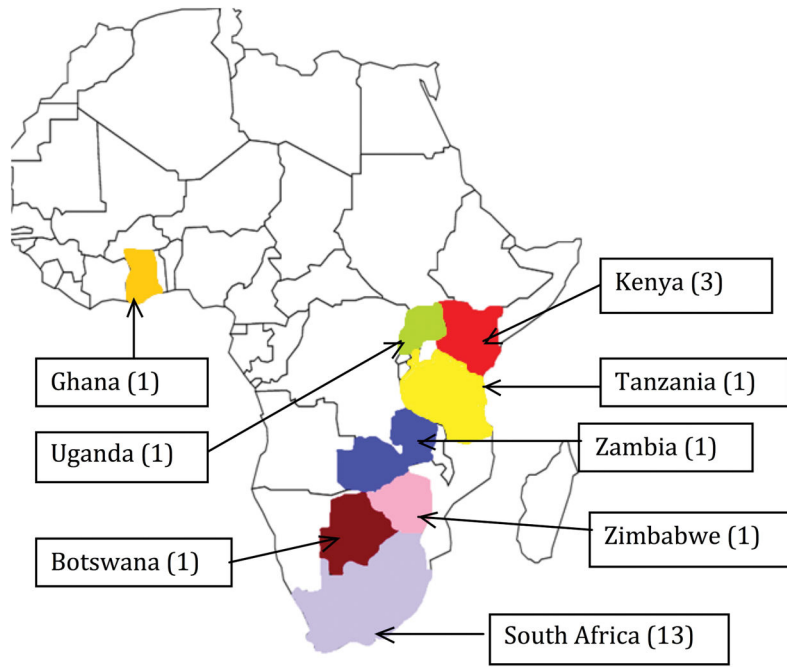 Kenya (3)
Ghana (1)
Tanzania (1)
Uganda (1)
Zambia (1)
Zimbabwe (1)
Botswana (1)
South Africa (13)